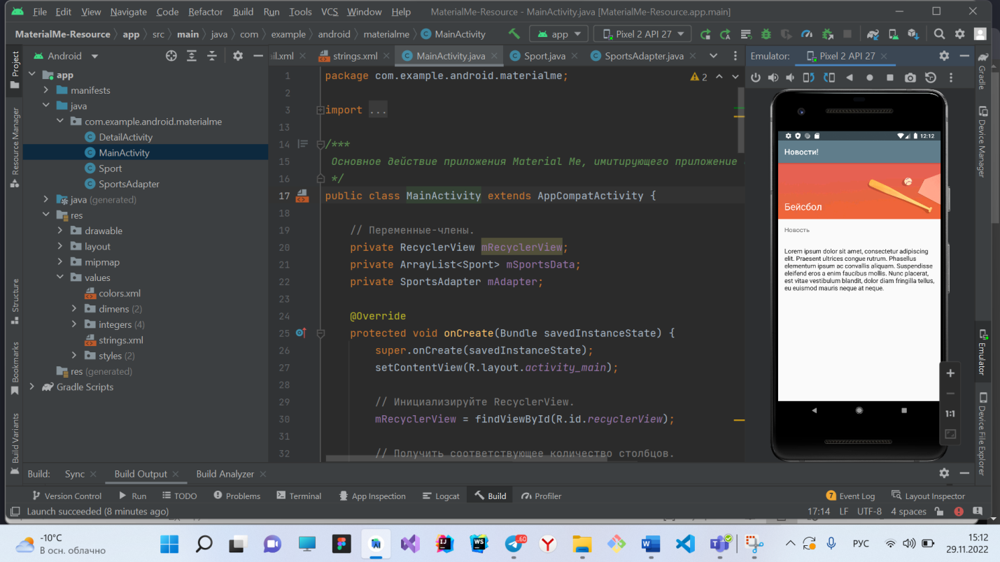 File Edit View Navigate Code Refactor Build Run Tools VCS Window Help MaterialMe-Resource - MainActivity.java [MaterialMe-Resource.app.main]
MaterialMe-Resource app src main java com example android materialme MainActivity app Pixel 2 API 27
Android
il.xml strings.xml MainActivity.java Sport.java SportsAdapter.java
Emulator: Pixel 2 API 27
Project
Resource Manager
Structure
Bookmarks
Build Variants
app
manifests
java
com.example.android.materialme
DetailActivity
MainActivity
Sport
SportsAdapter
java (generated)
res
drawable
layout
mipmap
values
colors.xml
dimens (2)
integers (4)
strings.xml
styles (2)
res (generated)
Gradle Scripts
1 package com.example.android.materialme;
2
3 import ...
13
14 /***
15 Основное действие приложения Material Me, имитирующего приложение
16 */
17 public class MainActivity extends AppCompatActivity {
18
19 // Переменные-члены.
20 private RecyclerView mRecyclerView;
21 private ArrayList<Sport> mSportsData;
22 private SportsAdapter mAdapter;
23
24 @Override
25 protected void onCreate(Bundle savedInstanceState) {
26 super.onCreate(savedInstanceState);
27 setContentView(R.layout.activity_main);
28
29 // Инициализируйте RecyclerView.
30 mRecyclerView = findViewById(R.id.recyclerView);
31
32 // Получить соответствующее количество столбцов.
2
12:12
Новости!
Бейсбол
Новость
Lorem ipsum dolor sit amet, consectetur adipiscing
elit. Praesent ultrices congue rutrum. Phasellus
elementum ipsum ac convallis aliquam. Suspendisse
eleifend eros a enim faucibus mollis. Nunc placerat,
est vitae vestibulum blandit, dolor diam fringilla tellus,
eu euismod mauris neque at neque.
1:1
Gradle
Device Manager
Emulator
Device File Explorer
Build: Sync Build Output Build Analyzer
Version Control Run TODO Problems Terminal App Inspection Logcat Build Profiler 7 Event Log Layout Inspector
Launch succeeded (8 minutes ago) 17:14 LF UTF-8 4 spaces
-10°C
В осн. облачно
60
РУС
15:12
29.11.2022